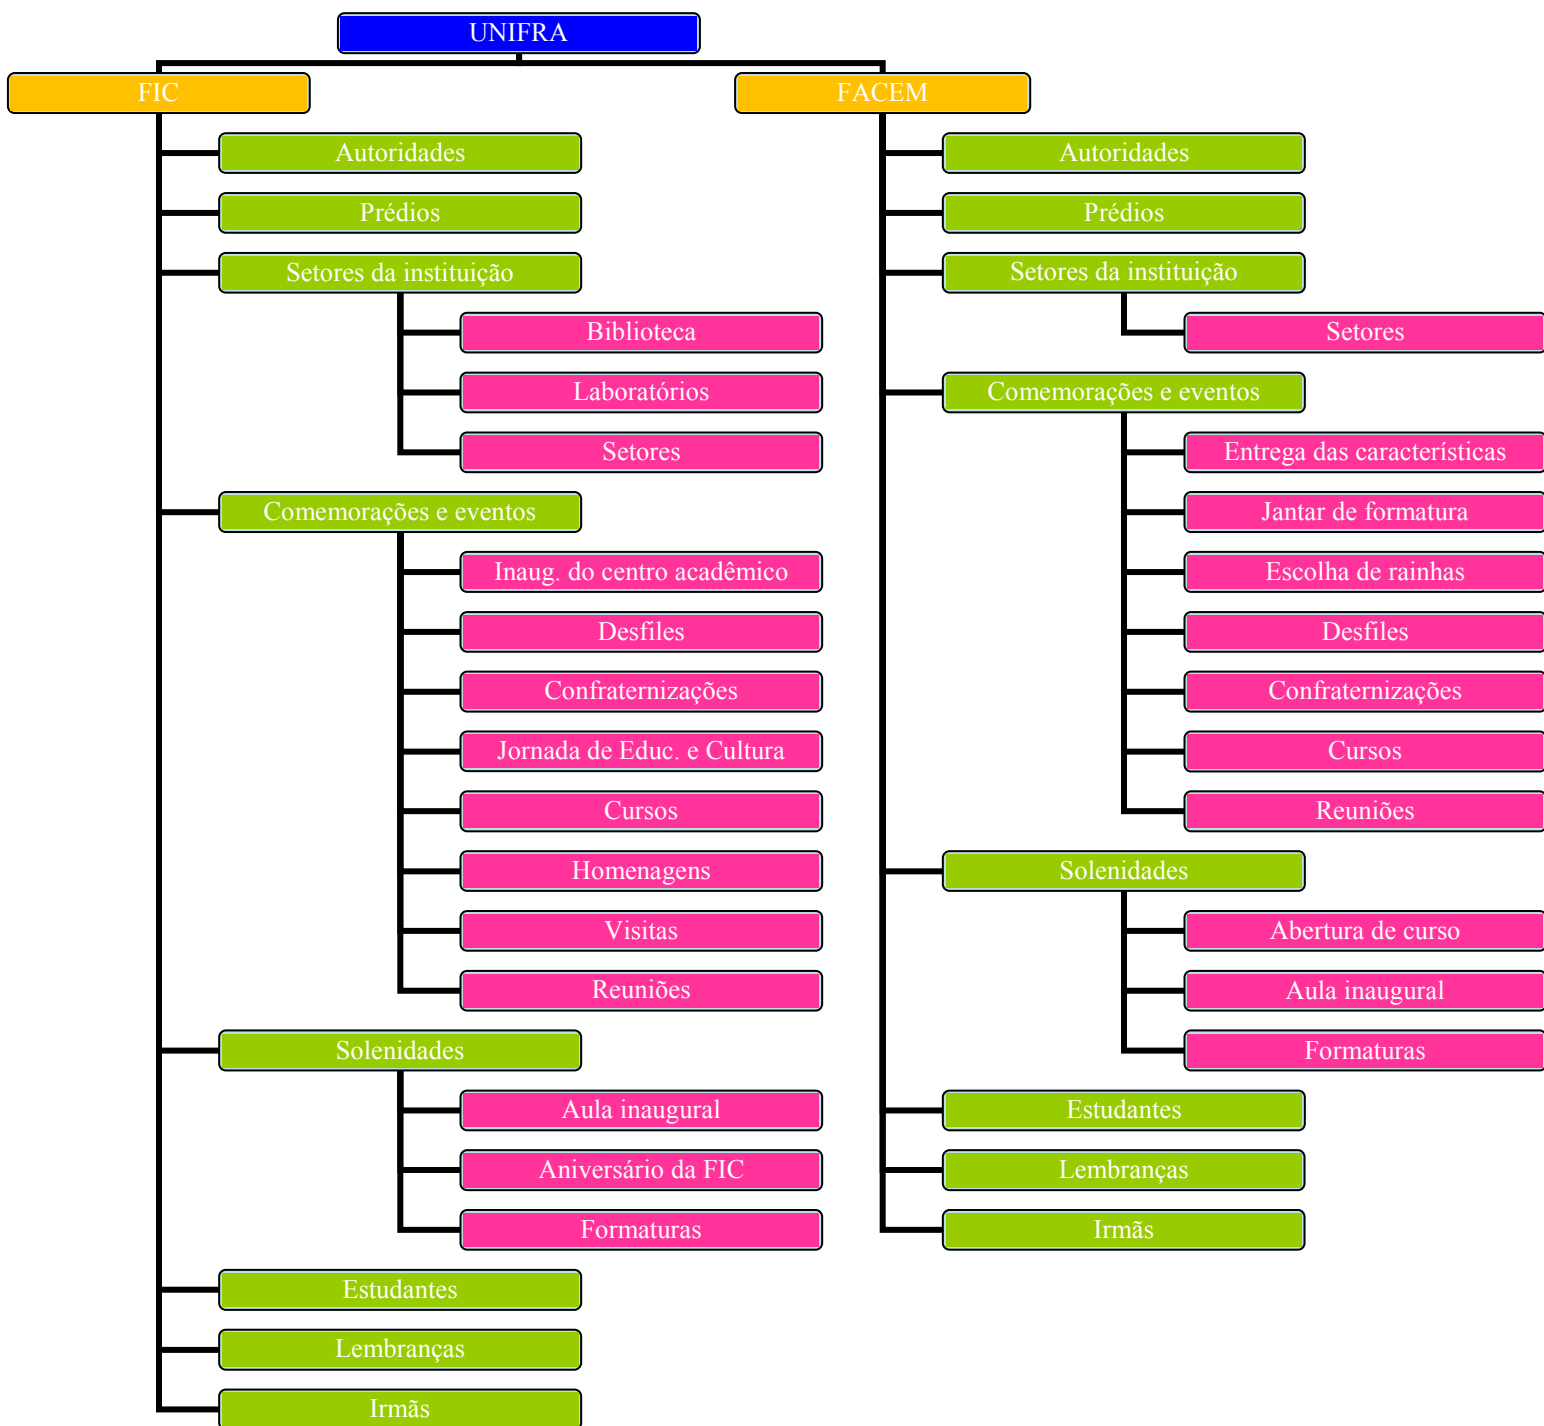 UNIFRA
FIC
Autoridades
Prédios
Setores da instituição
Biblioteca
Laboratórios
Setores
Comemorações e eventos
Inaug. do centro acadêmico
Desfiles
Confraternizações
Jornada de Educ. e Cultura
Cursos
Homenagens
Visitas
Reuniões
Solenidades
Aula inaugural
Aniversário da FIC
Formaturas
Estudantes
Lembranças
Irmãs
FACEM
Autoridades
Prédios
Setores da instituição
Setores
Comemorações e eventos
Entrega das características
Jantar de formatura
Escolha de rainhas
Desfiles
Confraternizações
Cursos
Reuniões
Solenidades
Abertura de curso
Aula inaugural
Formaturas
Estudantes
Lembranças
Irmãs